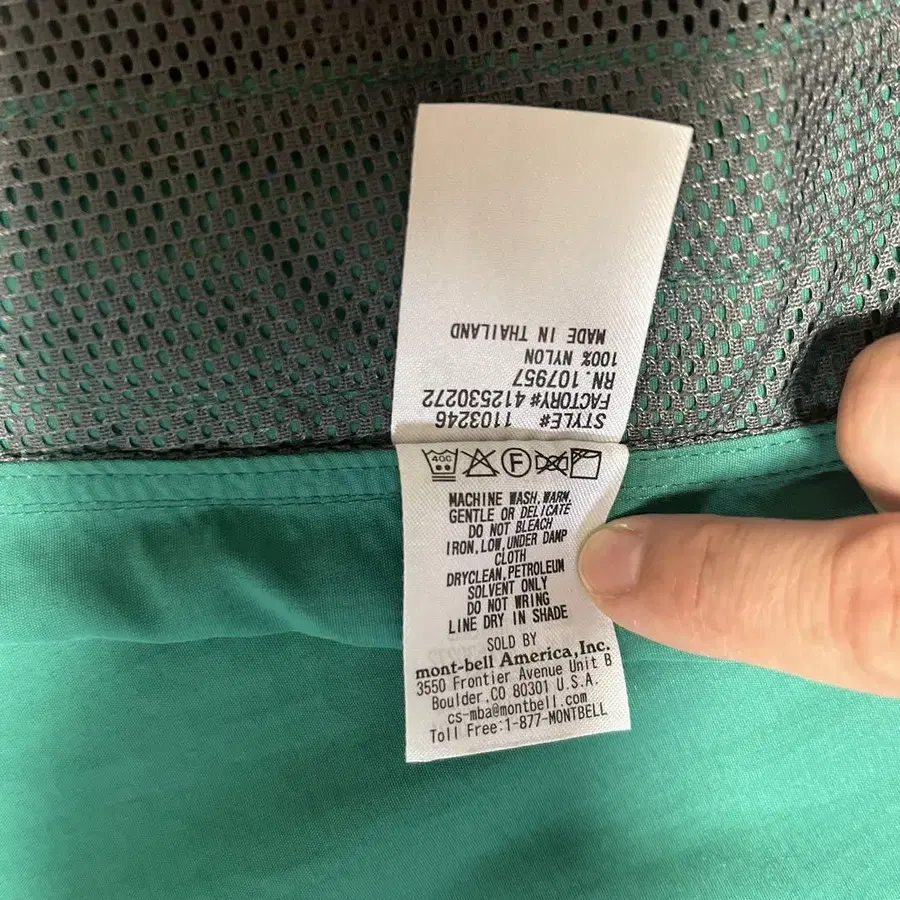 STYLE# 1103246
FACTORY# 412530272
RN. 107957
100% NYLON
MADE IN THAILAND
40C F
MACHINE WASH, WARM,
GENTLE OR DELICATE
DO NOT BLEACH
IRON, LOW, UNDER DAMP
CLOTH
DRYCLEAN, PETROLEUM
SOLVENT ONLY
DO NOT WRING
LINE DRY IN SHADE
SOLD BY
mont-bell America, Inc.
3550 Frontier Avenue Unit B
Boulder, CO 80301 U.S.A.
cs-mba@montbell.com
Toll Free:1-877-MONTBELL